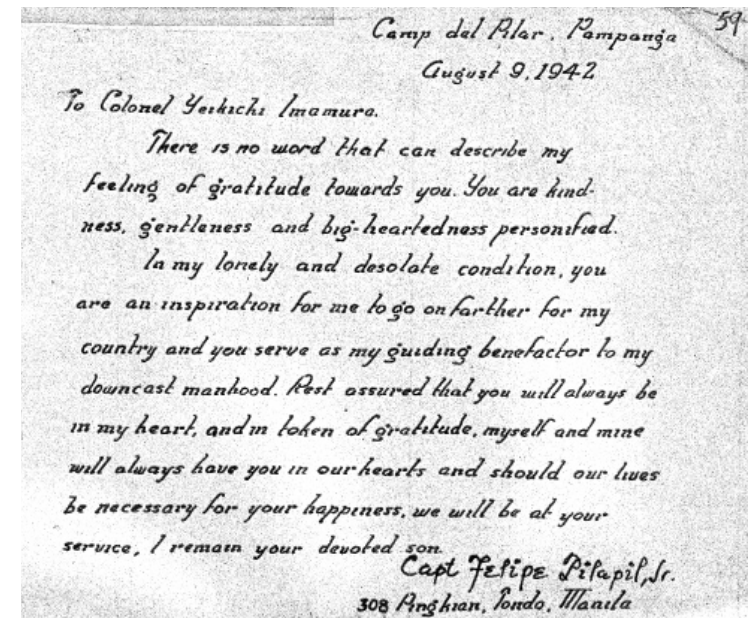 59
Camp del Pilar, Pampanga
August 9, 1942
To Colonel Yeikichi Imamura.
There is no word that can describe my
feeling of gratitude towards you. You are kind-
ness, gentleness and big-heartedness personified.
In my lonely and desolate condition, you
are an inspiration for me to go on farther for my
country and you serve as my guiding benefactor to my
downcast manhood. Rest assured that you will always be
in my heart, and in token of gratitude, myself and mine
will always have you in our hearts and should our lives
be necessary for your happiness, we will be at your
service, I remain your devoted son.
Capt Felipe Pilapil, Jr.
308 Pingkian, Tondo, Manila